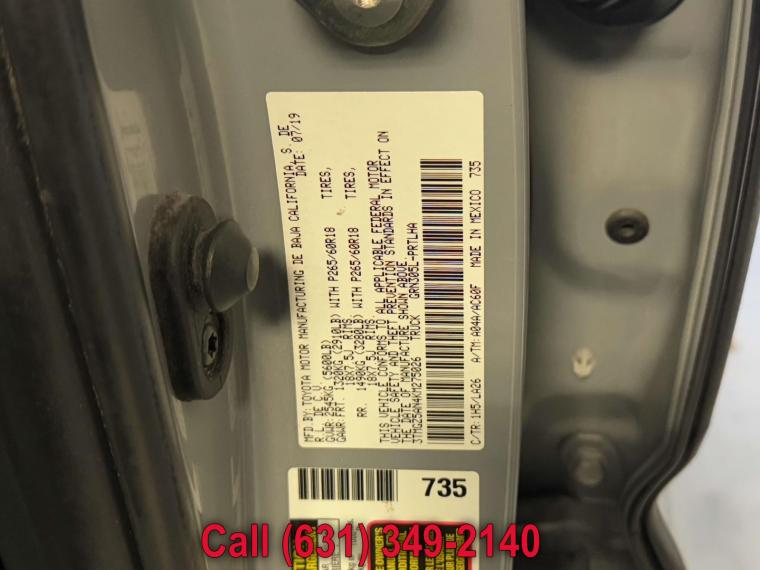 MFD.BY:TOYOTA MOTOR MANUFACTURING DE BAJA CALIFORNIA, S. DE
R.L. DE C.V. DATE: 07/19
GVWR:2545KG(5600LB)
GAWR:FRT. 1320KG (2910LB) WITH P265/60R18 TIRES,
18X7.5J RIMS
RR. 1490KG (3280LB) WITH P265/60R18 TIRES,
18X7.5J RIMS
THIS VEHICLE CONFORMS TO ALL APPLICABLE FEDERAL MOTOR
VEHICLE SAFETY AND THEFT PREVENTION STANDARDS IN EFFECT ON
THE DATE OF MANUFACTURE SHOWN ABOVE.
3TMGZ5AN4KM275026 TRUCK GRN305L-PRTLHA
C/TR: 1H5/LA26 A/TM: A04A/AC60F MADE IN MEXICO 735
735
Call (631) 349-2140